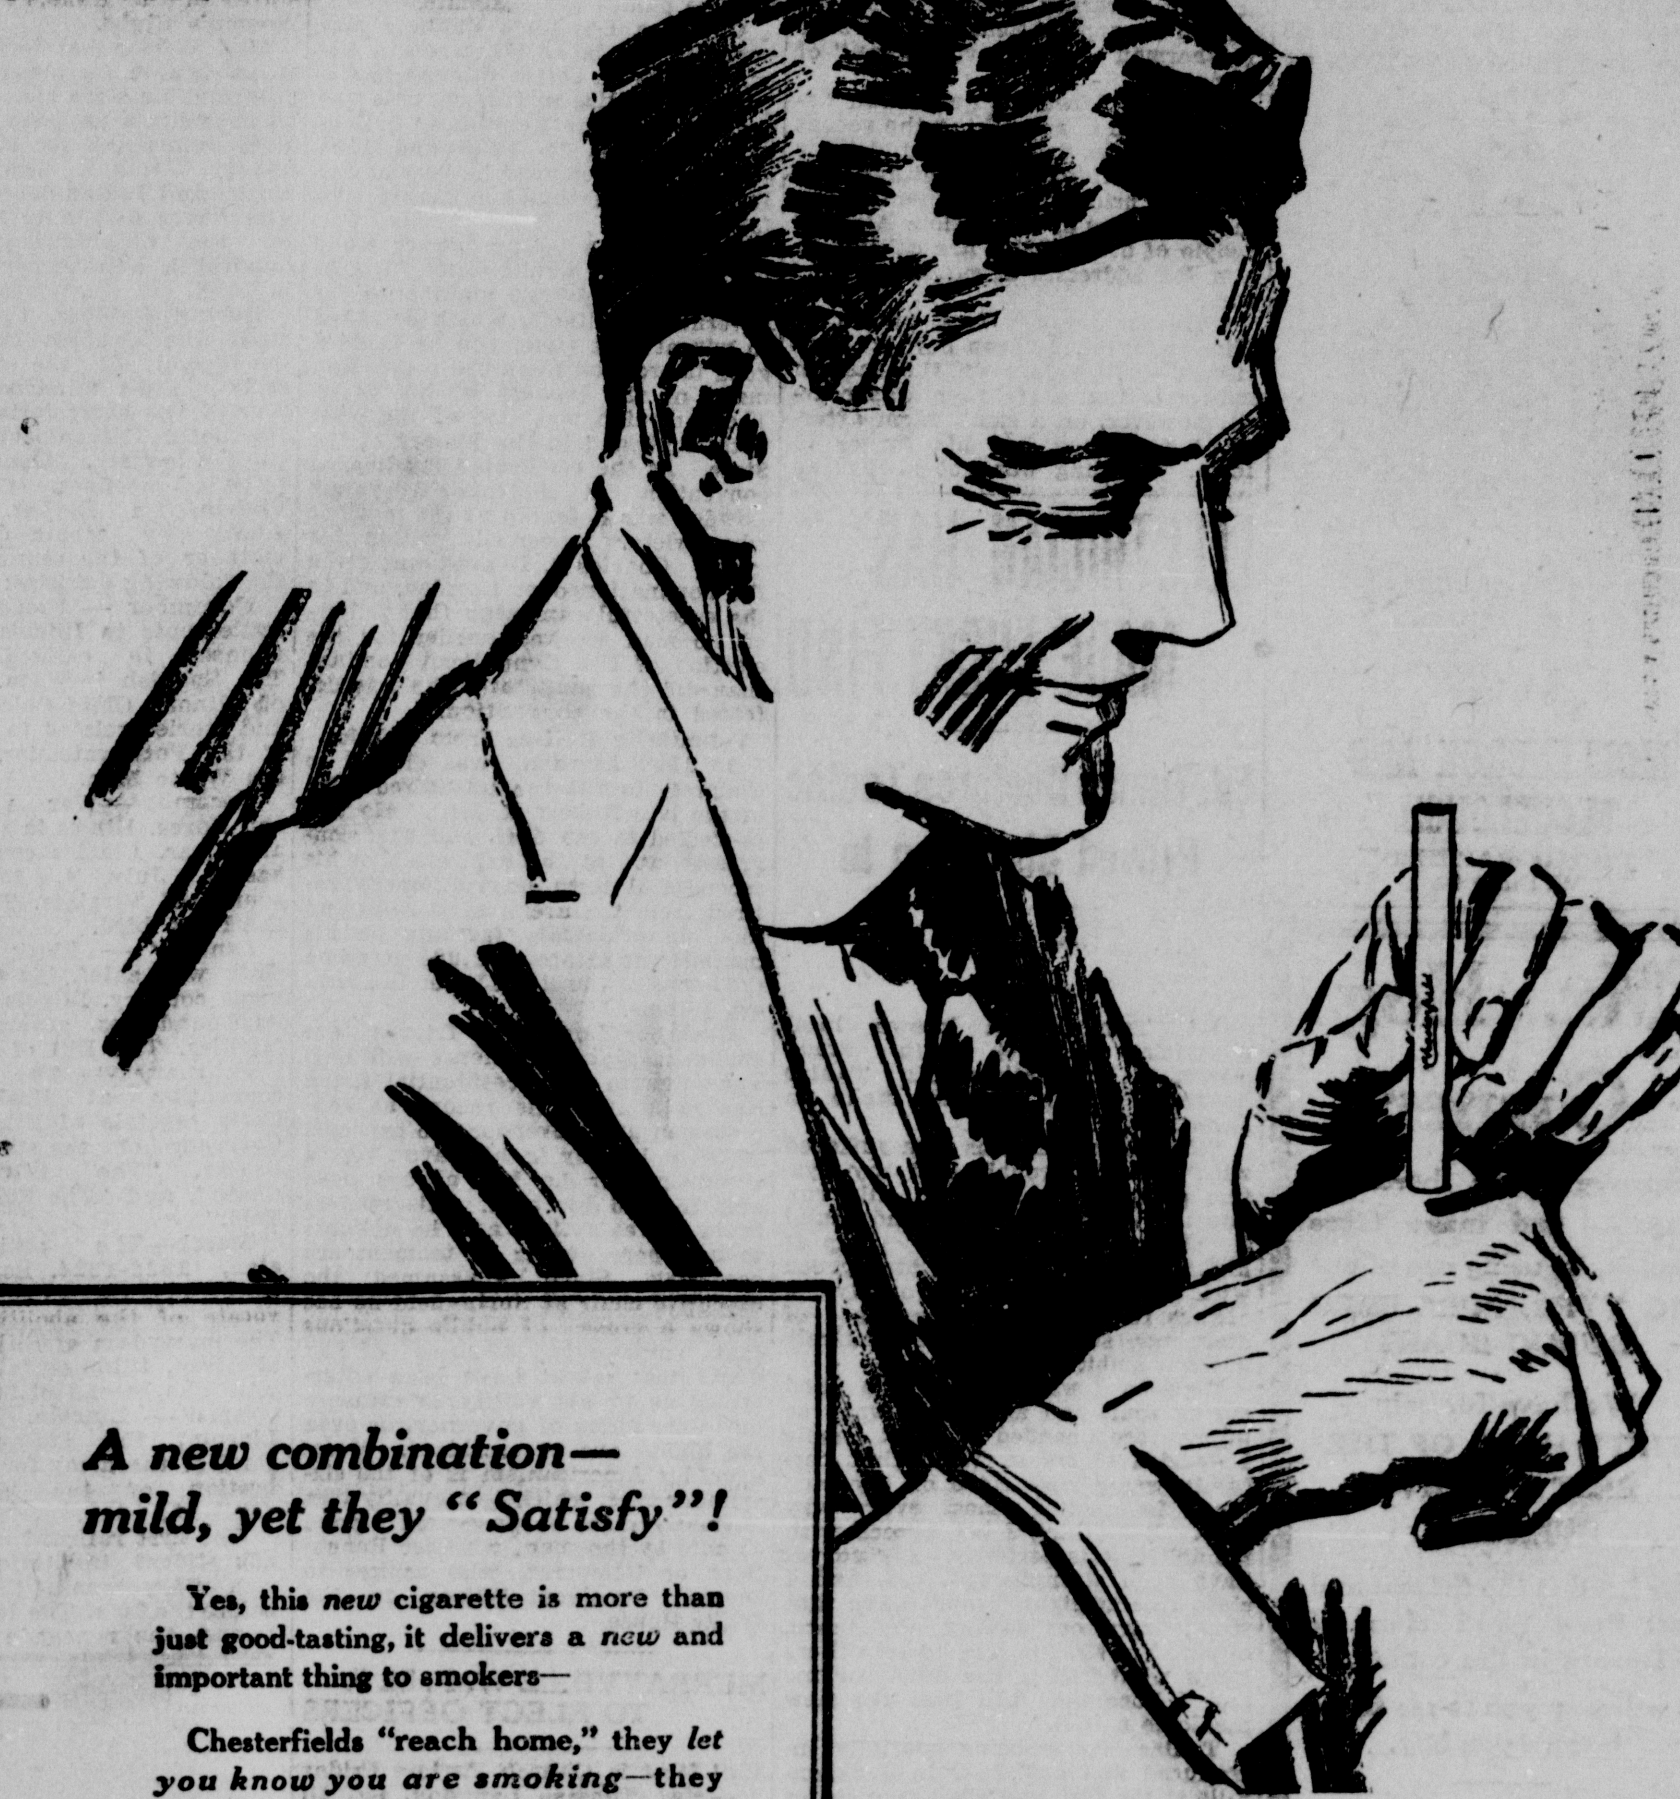 Chesterfield
A new combination—
mild, yet they “Satisfy”!
Yes, this new cigarette is more than
just good-tasting, it delivers a new and
important thing to smokers—
Chesterfields “reach home,” they let
you know you are smoking—they